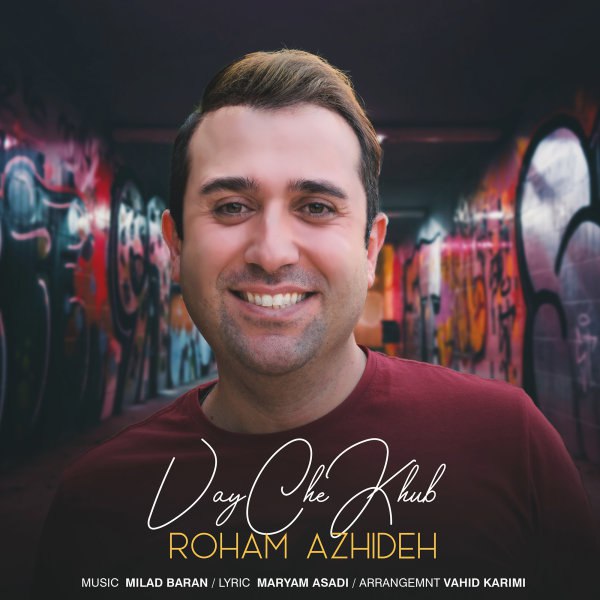 Vay Che Khub
ROHAM AZHIDEH
MUSIC MILAD BARAN / LYRIC MARYAM ASADI / ARRANGEMNT VAHID KARIMI